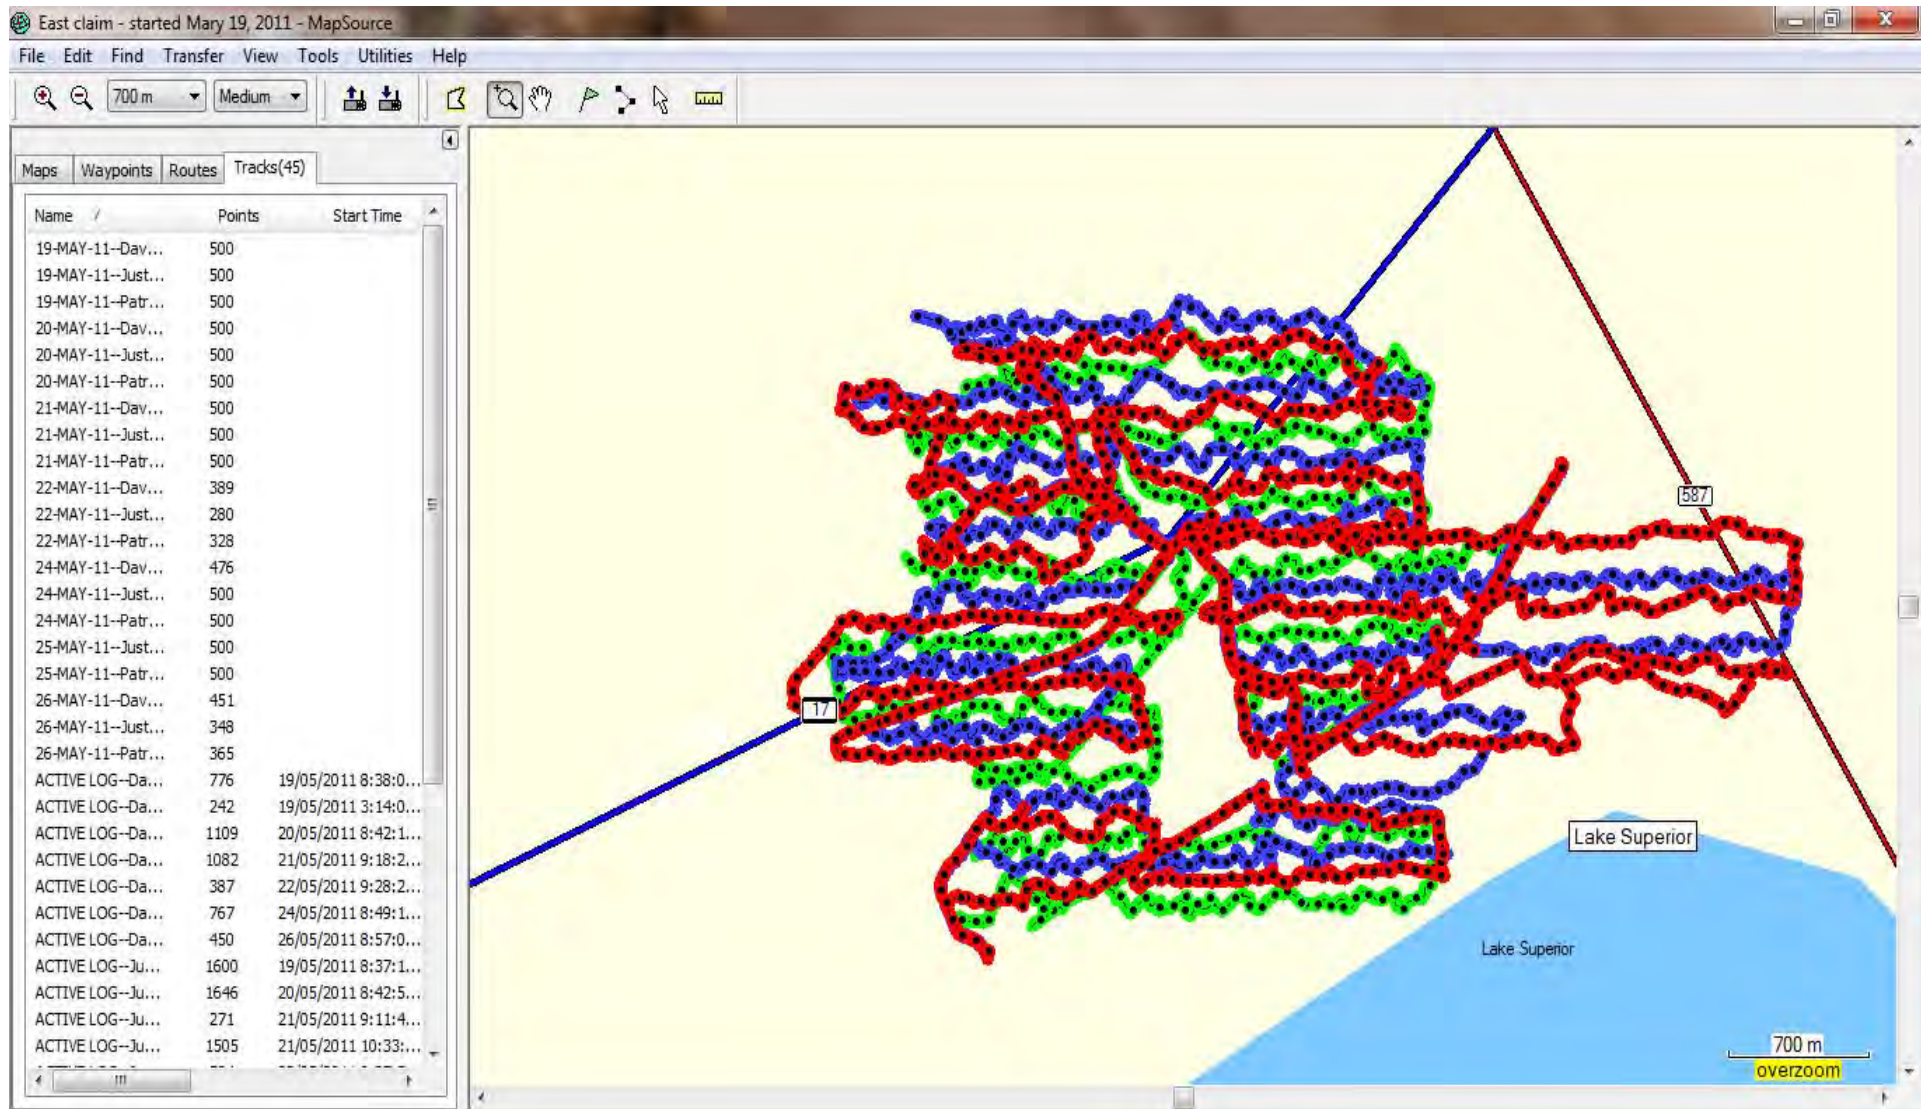 East claim - started Mary 19, 2011 - MapSource
File Edit Find Transfer View Tools Utilities Help
700 m Medium
Maps Waypoints Routes Tracks(45)
Name / Points Start Time
19-MAY-11--Dav... 500
19-MAY-11--Just... 500
19-MAY-11--Patr... 500
20-MAY-11--Dav... 500
20-MAY-11--Just... 500
20-MAY-11--Patr... 500
21-MAY-11--Dav... 500
21-MAY-11--Just... 500
21-MAY-11--Patr... 500
22-MAY-11--Dav... 389
22-MAY-11--Just... 280
22-MAY-11--Patr... 328
24-MAY-11--Dav... 476
24-MAY-11--Just... 500
24-MAY-11--Patr... 500
25-MAY-11--Just... 500
25-MAY-11--Patr... 500
26-MAY-11--Dav... 451
26-MAY-11--Just... 348
26-MAY-11--Patr... 365
ACTIVE LOG--Da... 776 19/05/2011 8:38:0...
ACTIVE LOG--Da... 242 19/05/2011 3:14:0...
ACTIVE LOG--Da... 1109 20/05/2011 8:42:1...
ACTIVE LOG--Da... 1082 21/05/2011 9:18:2...
ACTIVE LOG--Da... 387 22/05/2011 9:28:2...
ACTIVE LOG--Da... 767 24/05/2011 8:49:1...
ACTIVE LOG--Da... 450 26/05/2011 8:57:0...
ACTIVE LOG--Ju... 1600 19/05/2011 8:37:1...
ACTIVE LOG--Ju... 1646 20/05/2011 8:42:5...
ACTIVE LOG--Ju... 271 21/05/2011 9:11:4...
ACTIVE LOG--Ju... 1505 21/05/2011 10:33:...
587
17
Lake Superior
Lake Superior
700 m
overzoom